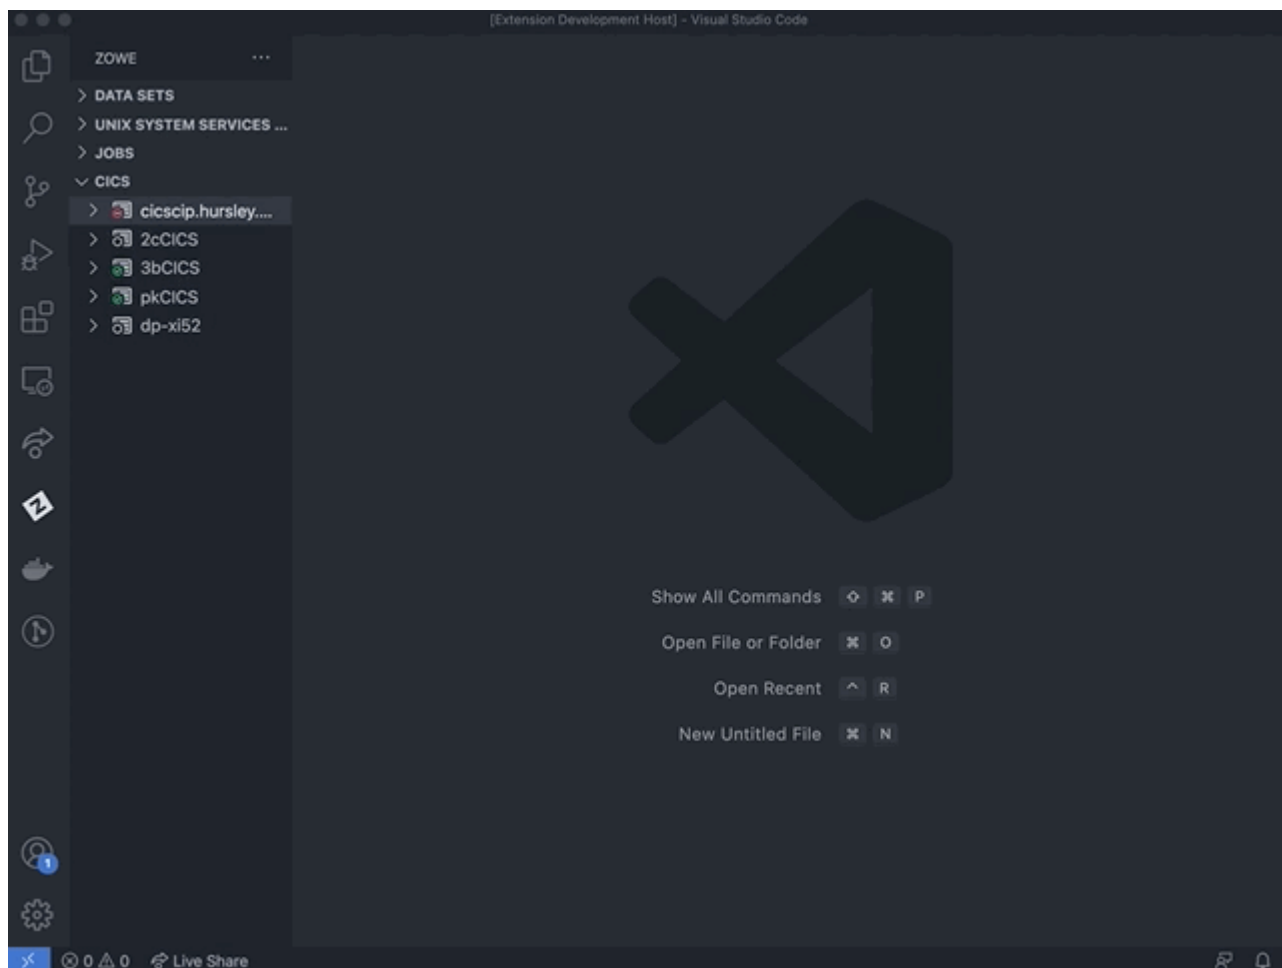 [Extension Development Host] - Visual Studio Code
ZOWE ...
DATA SETS
UNIX SYSTEM SERVICES ...
JOBS
CICS
cicscip.hursley....
2cCICS
3bCICS
pkCICS
dp-xi52
Show All Commands ⇧ ⌘ P
Open File or Folder ⌘ O
Open Recent ^ R
New Untitled File ⌘ N
1
0 0 Live Share